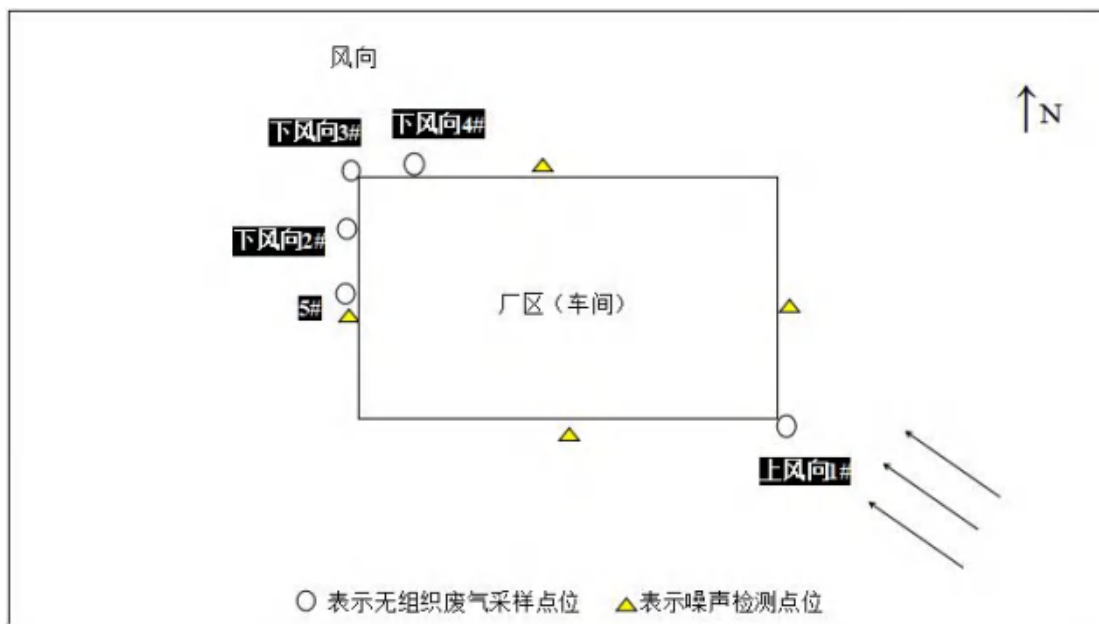 风向
N
下风向3#
下风向4#
下风向2#
5#
厂区（车间）
上风向1#
表示无组织废气采样点位
表示噪声检测点位